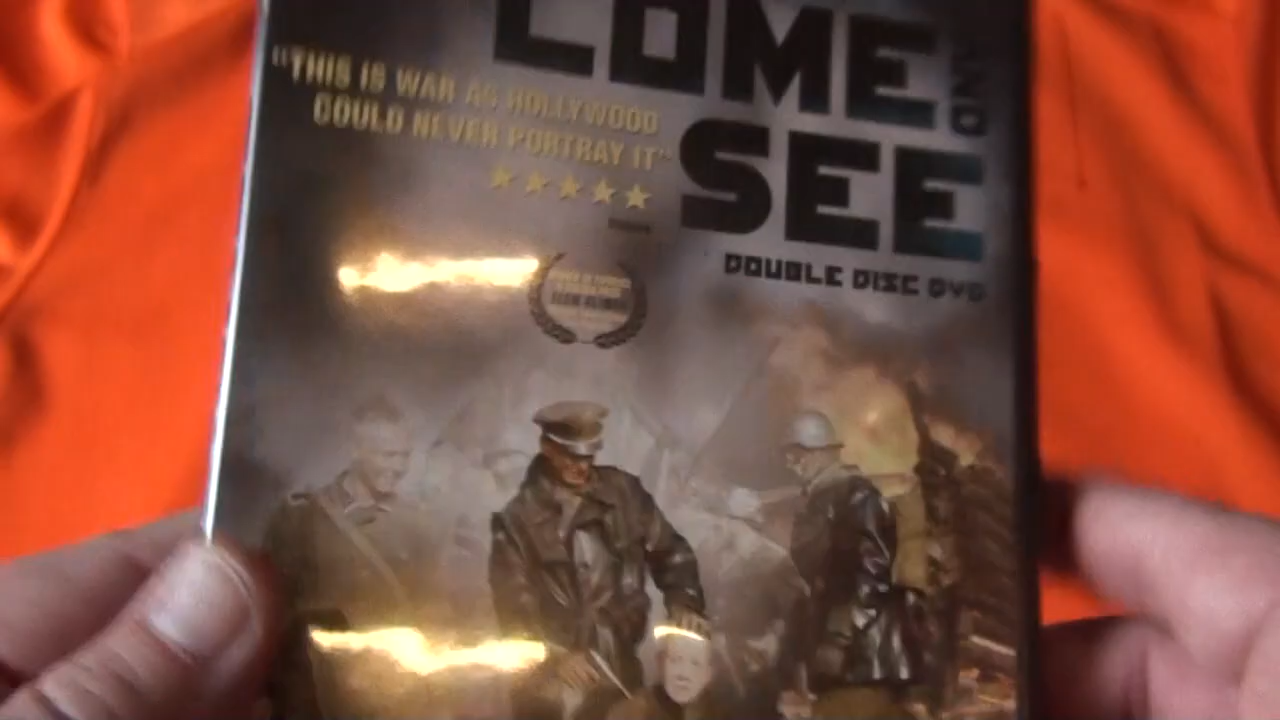 COME AND
SEE
"THIS IS WAR AS HOLLYWOOD
COULD NEVER PORTRAY IT"
DOUBLE DISC DVD